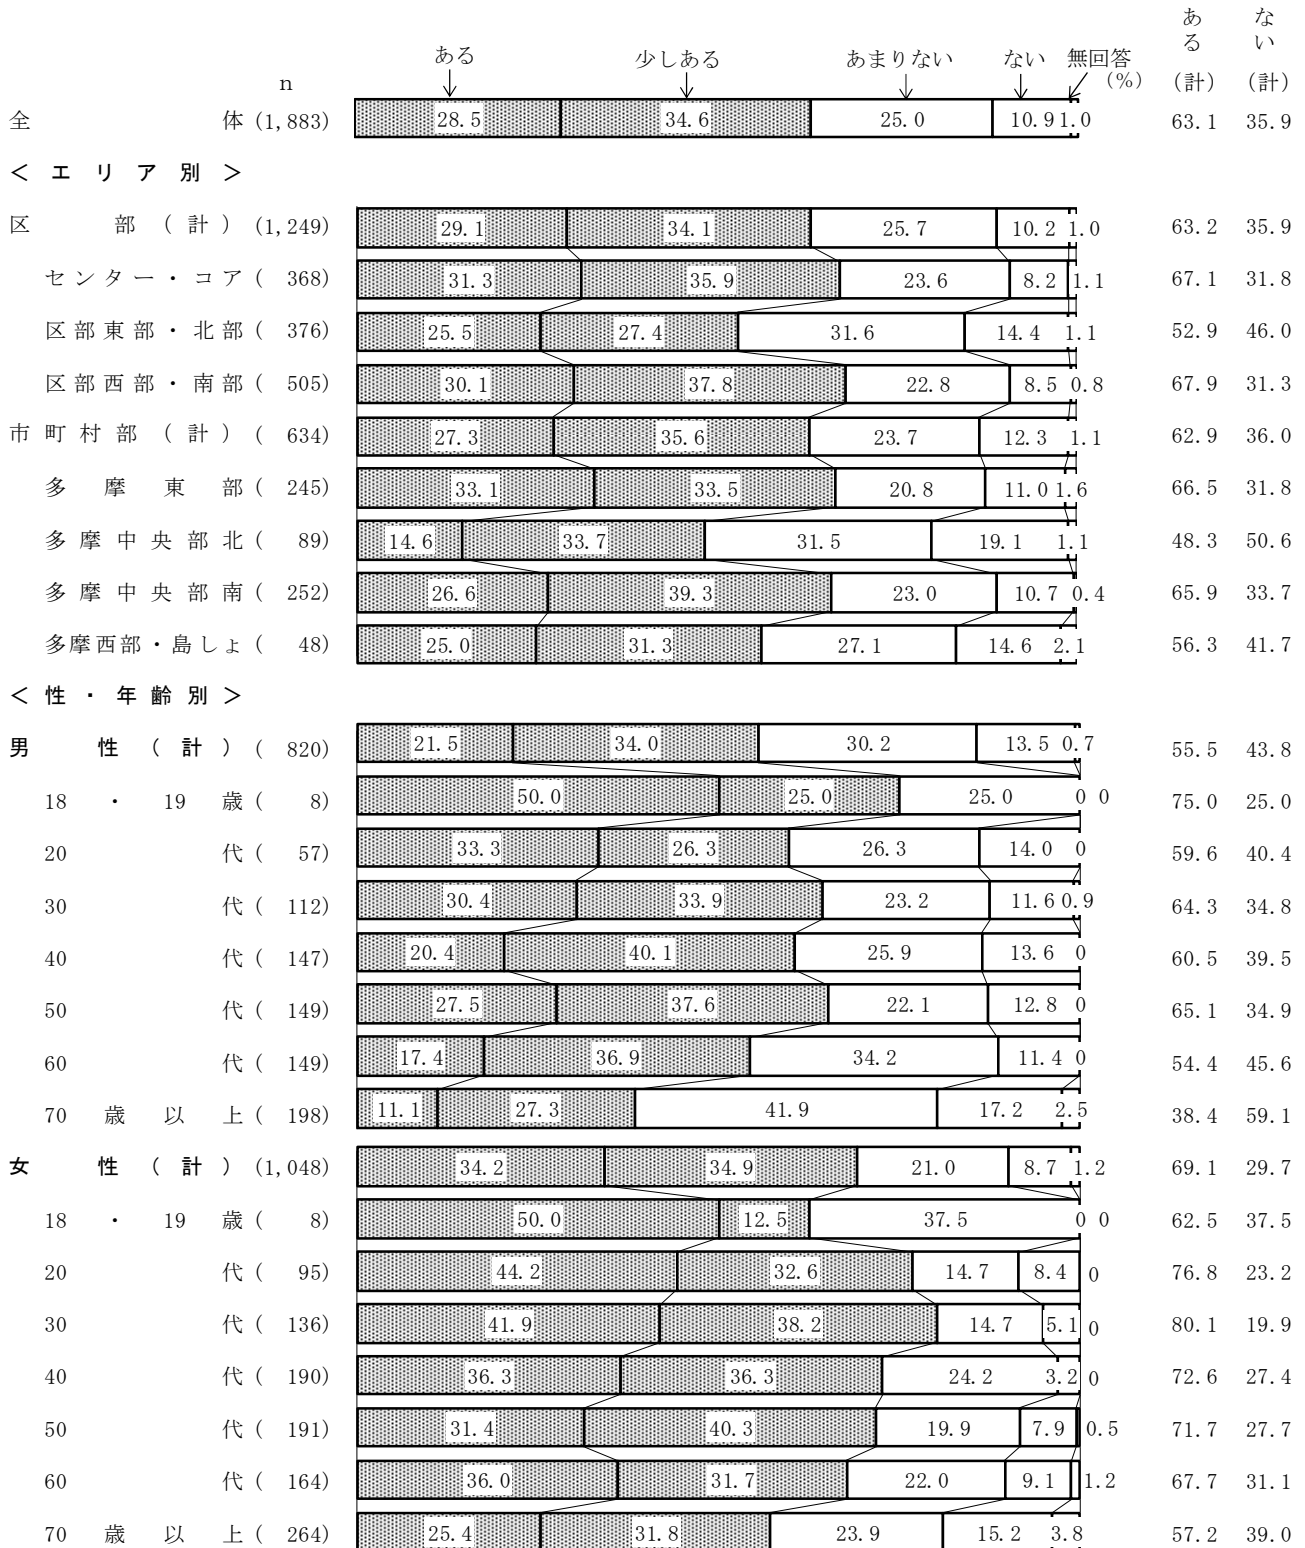 ある ない
ある 少しある あまりない ない 無回答
n (%) (計) (計)
全体 (1,883) 28.5 34.6 25.0 10.9 1.0 63.1 35.9
＜エリア別＞
区部（計） (1,249) 29.1 34.1 25.7 10.2 1.0 63.2 35.9
センター・コア ( 368) 31.3 35.9 23.6 8.2 1.1 67.1 31.8
区部東部・北部 ( 376) 25.5 27.4 31.6 14.4 1.1 52.9 46.0
区部西部・南部 ( 505) 30.1 37.8 22.8 8.5 0.8 67.9 31.3
市町村部（計） ( 634) 27.3 35.6 23.7 12.3 1.1 62.9 36.0
多摩東部 ( 245) 33.1 33.5 20.8 11.0 1.6 66.5 31.8
多摩中央部北 ( 89) 14.6 33.7 31.5 19.1 1.1 48.3 50.6
多摩中央部南 ( 252) 26.6 39.3 23.0 10.7 0.4 65.9 33.7
多摩西部・島しょ ( 48) 25.0 31.3 27.1 14.6 2.1 56.3 41.7
＜性・年齢別＞
男性（計） ( 820) 21.5 34.0 30.2 13.5 0.7 55.5 43.8
18・19歳 ( 8) 50.0 25.0 25.0 0 0 75.0 25.0
20代 ( 57) 33.3 26.3 26.3 14.0 0 59.6 40.4
30代 ( 112) 30.4 33.9 23.2 11.6 0.9 64.3 34.8
40代 ( 147) 20.4 40.1 25.9 13.6 0 60.5 39.5
50代 ( 149) 27.5 37.6 22.1 12.8 0 65.1 34.9
60代 ( 149) 17.4 36.9 34.2 11.4 0 54.4 45.6
70歳以上 ( 198) 11.1 27.3 41.9 17.2 2.5 38.4 59.1
女性（計） (1,048) 34.2 34.9 21.0 8.7 1.2 69.1 29.7
18・19歳 ( 8) 50.0 12.5 37.5 0 0 62.5 37.5
20代 ( 95) 44.2 32.6 14.7 8.4 0 76.8 23.2
30代 ( 136) 41.9 38.2 14.7 5.1 0 80.1 19.9
40代 ( 190) 36.3 36.3 24.2 3.2 0 72.6 27.4
50代 ( 191) 31.4 40.3 19.9 7.9 0.5 71.7 27.7
60代 ( 164) 36.0 31.7 22.0 9.1 1.2 67.7 31.1
70歳以上 ( 264) 25.4 31.8 23.9 15.2 3.8 57.2 39.0